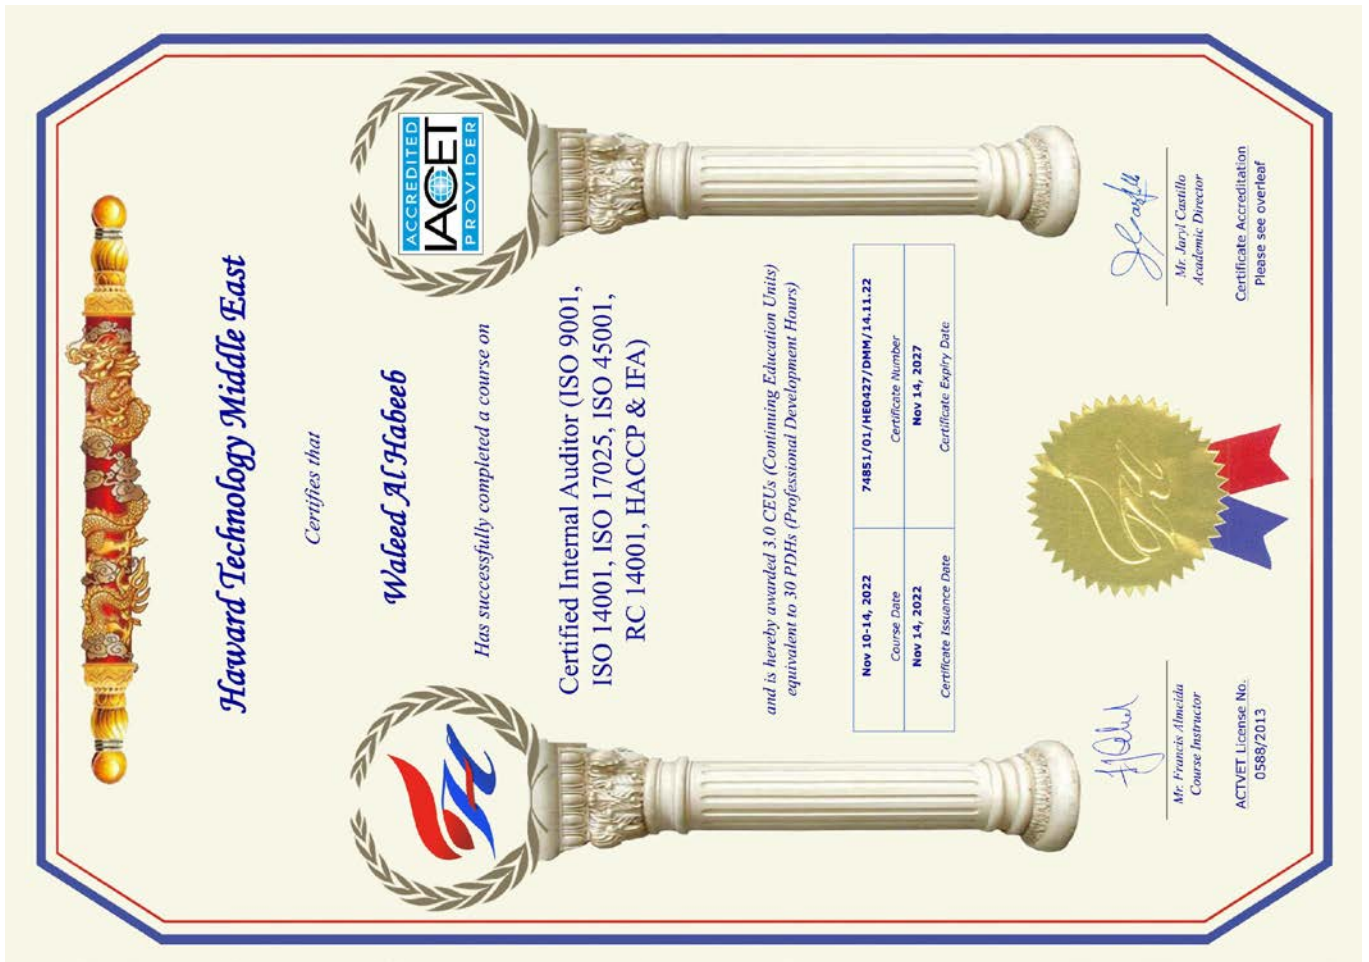 Haward Technology Middle East
Certifies that
Waleed Al Habeeb
Has successfully completed a course on
ACCREDITED
IACET
PROVIDER
Certified Internal Auditor (ISO 9001,
ISO 14001, ISO 17025, ISO 45001,
RC 14001, HACCP & IFA)
and is hereby awarded 3.0 CEUs (Continuing Education Units)
equivalent to 30 PDHs (Professional Development Hours)
Nov 10-14, 2022
Course Date
74851/01/HE0427/DMM/14.11.22
Certificate Number
Nov 14, 2022
Certificate Issuance Date
Nov 14, 2027
Certificate Expiry Date
Mr. Francis Almeida
Course Instructor
Mr. Jaryl Castillo
Academic Director
ACTVET License No.
0588/2013
Certificate Accreditation
Please see overleaf